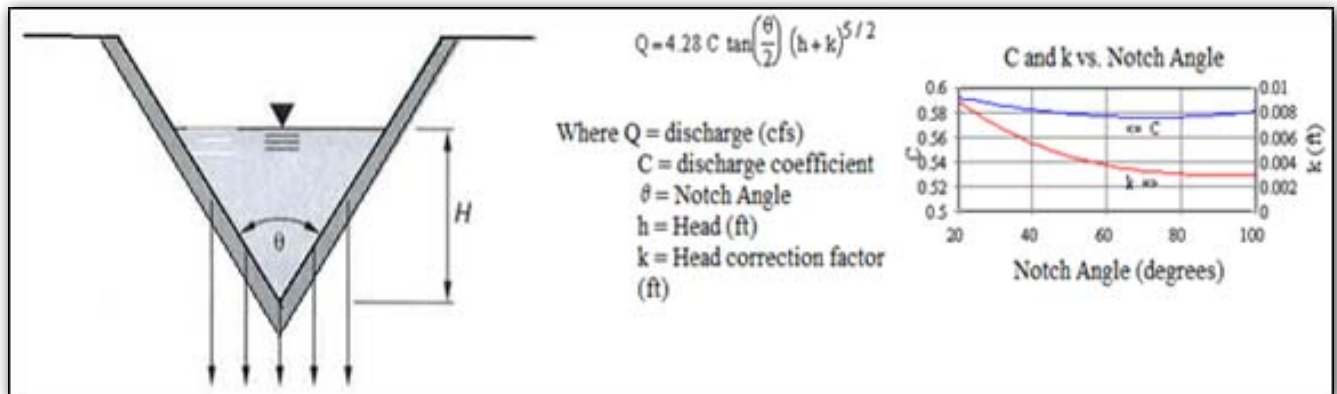 Q=4.28 C tan(θ/2) (h+k)^5/2
H
θ
Where Q = discharge (cfs)
C = discharge coefficient
θ = Notch Angle
h = Head (ft)
k = Head correction factor
(ft)
C and k vs. Notch Angle
0.6
0.58
0.56
0.54
0.52
0.5
C
0.01
0.008
0.006
0.004
0.002
0
k (ft)
<= C
k =>
20 40 60 80 100
Notch Angle (degrees)